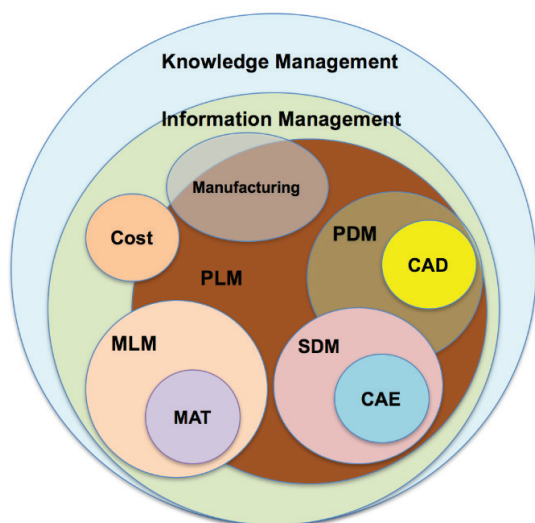 Knowledge Management
Information Management
Manufacturing
Cost
PDM
CAD
PLM
MLM
SDM
MAT
CAE